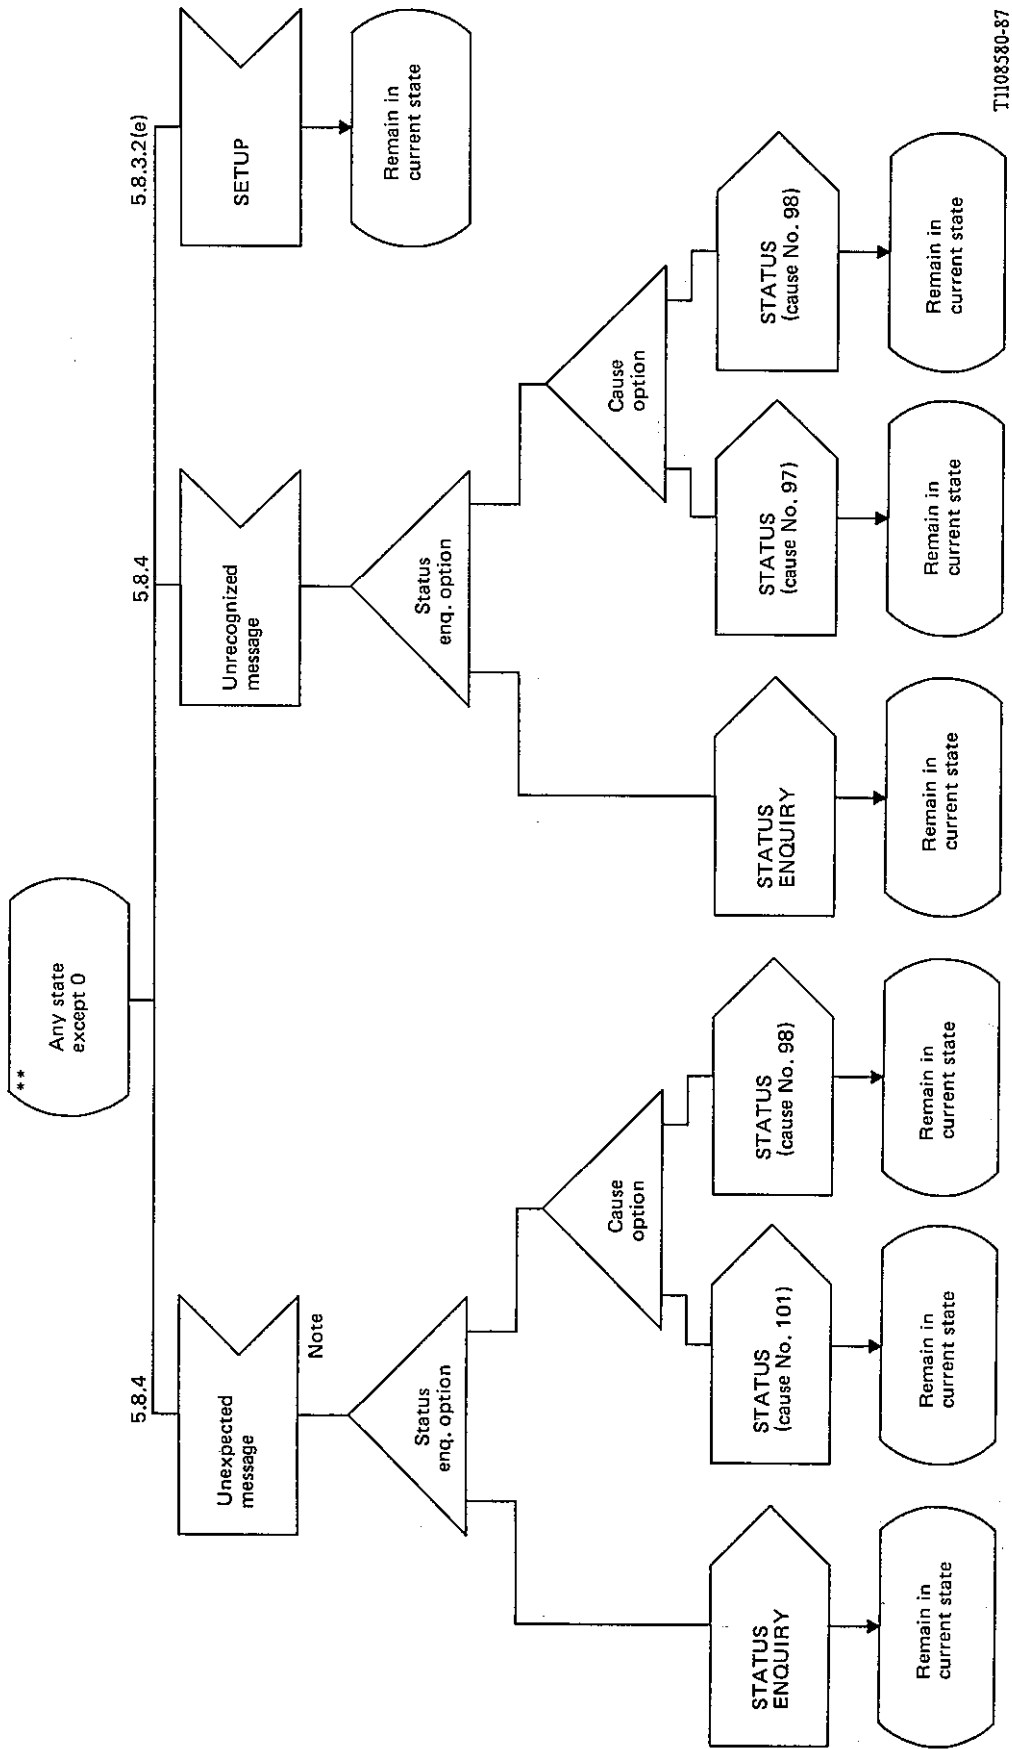 **
Any state
except 0
5.8.4
5.8.4
5.8.3.2(e)
Unexpected
message
Note
Unrecognized
message
SETUP
Remain in
current state
Status
enq. option
Status
enq. option
Cause
option
Cause
option
STATUS
ENQUIRY
STATUS
(cause No. 101)
STATUS
(cause No. 98)
STATUS
ENQUIRY
STATUS
(cause No. 97)
STATUS
(cause No. 98)
Remain in
current state
Remain in
current state
Remain in
current state
Remain in
current state
Remain in
current state
Remain in
current state
T1108580-87